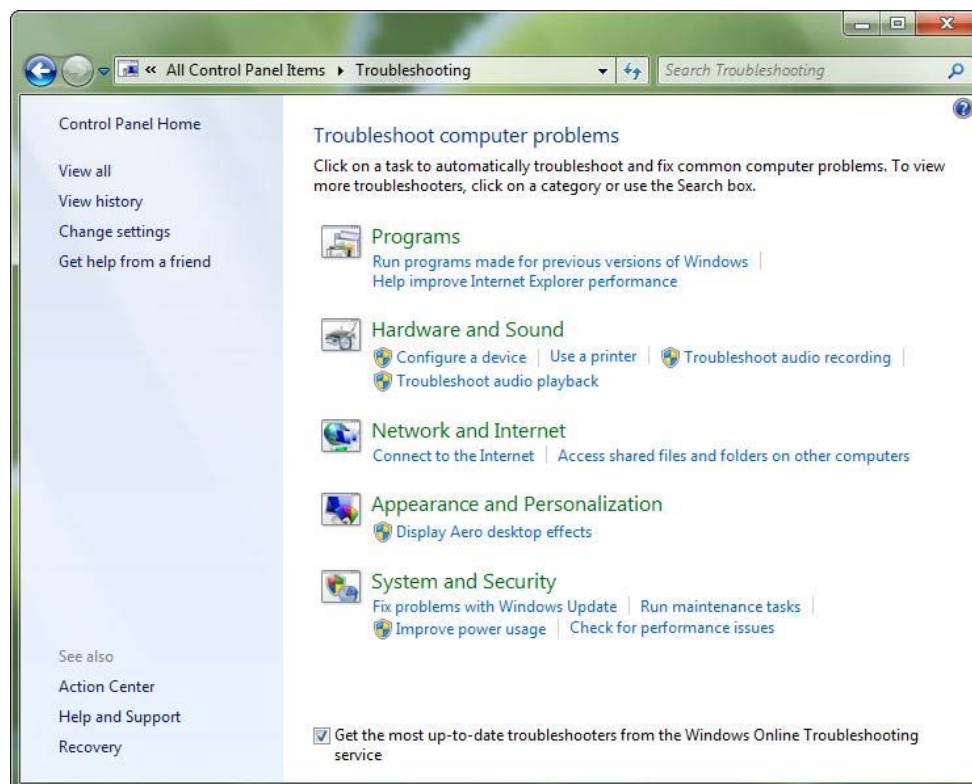 « All Control Panel Items ▸ Troubleshooting
Search Troubleshooting
Control Panel Home
View all
View history
Change settings
Get help from a friend
Troubleshoot computer problems
Click on a task to automatically troubleshoot and fix common computer problems. To view
more troubleshooters, click on a category or use the Search box.
Programs
Run programs made for previous versions of Windows
Help improve Internet Explorer performance
Hardware and Sound
Configure a device | Use a printer | Troubleshoot audio recording
Troubleshoot audio playback
Network and Internet
Connect to the Internet | Access shared files and folders on other computers
Appearance and Personalization
Display Aero desktop effects
System and Security
Fix problems with Windows Update | Run maintenance tasks
Improve power usage | Check for performance issues
See also
Action Center
Help and Support
Recovery
Get the most up-to-date troubleshooters from the Windows Online Troubleshooting
service